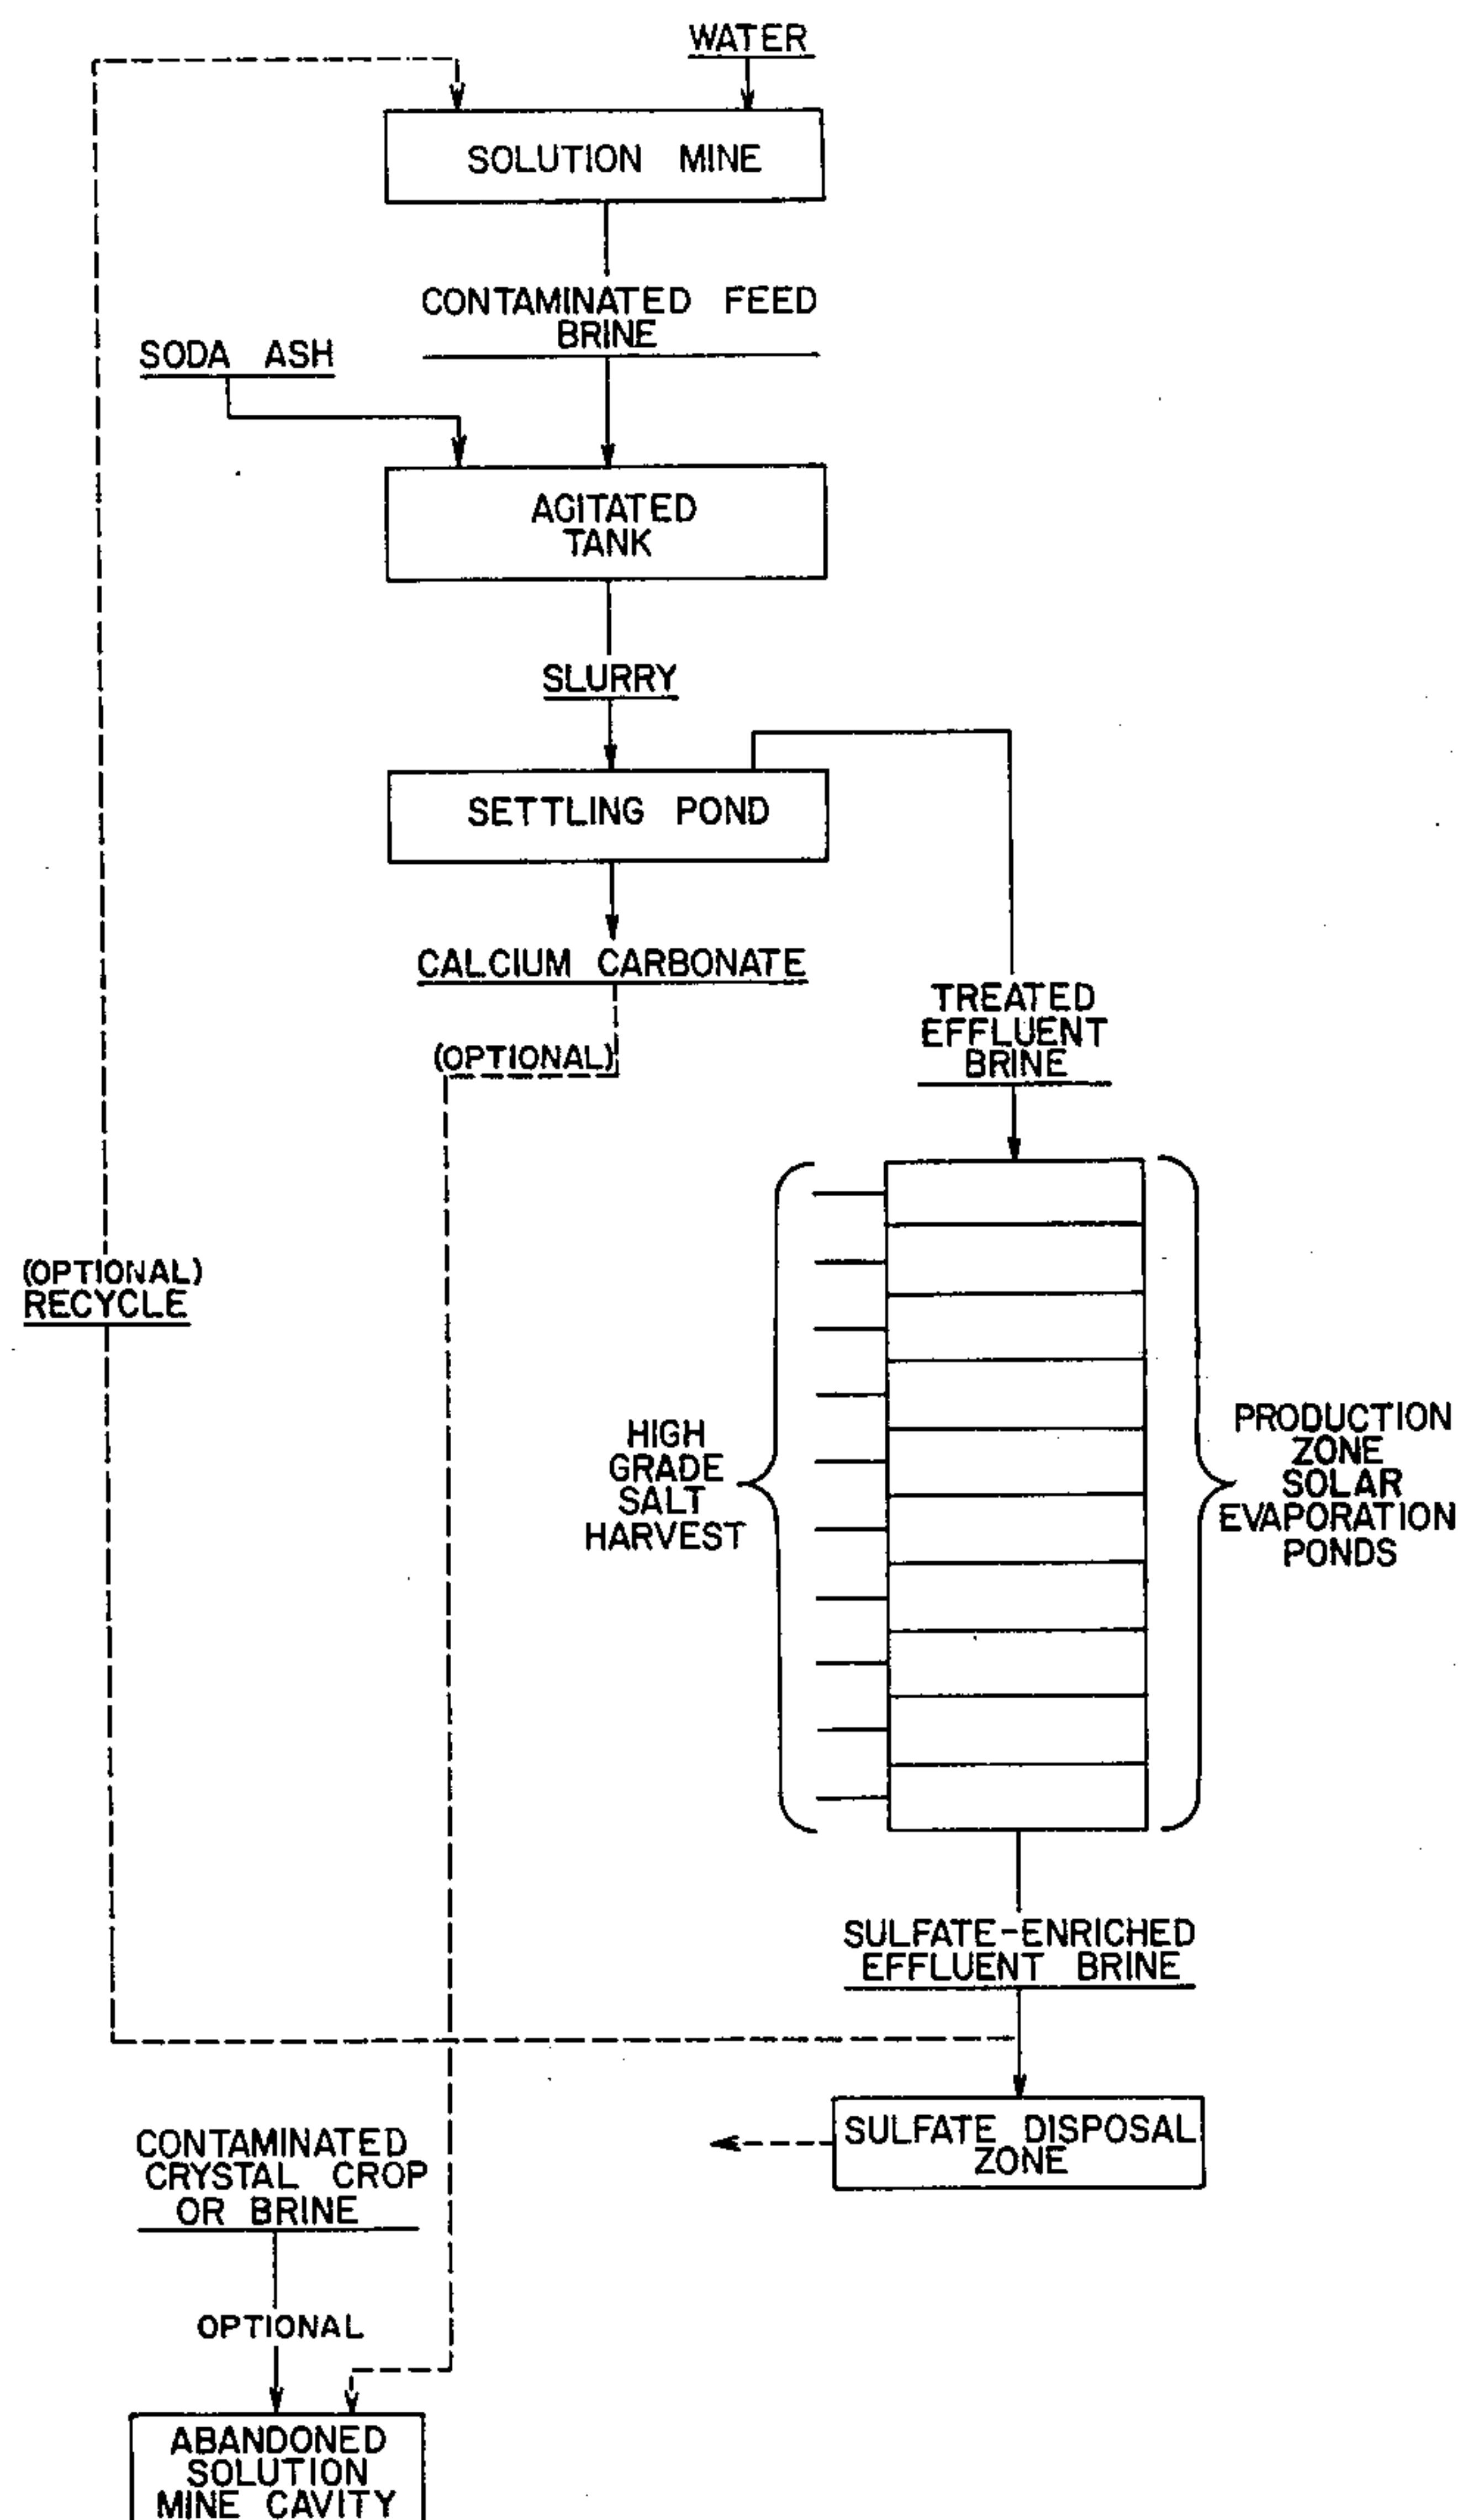 WATER
SOLUTION MINE
CONTAMINATED FEED
BRINE
SODA ASH
AGITATED
TANK
SLURRY
SETTLING POND
CALCIUM CARBONATE
(OPTIONAL)
TREATED
EFFLUENT
BRINE
(OPTIONAL)
RECYCLE
HIGH
GRADE
SALT
HARVEST
PRODUCTION
ZONE
SOLAR
EVAPORATION
PONDS
SULFATE-ENRICHED
EFFLUENT BRINE
SULFATE DISPOSAL
ZONE
CONTAMINATED
CRYSTAL CROP
OR BRINE
OPTIONAL
ABANDONED
SOLUTION
MINE CAVITY